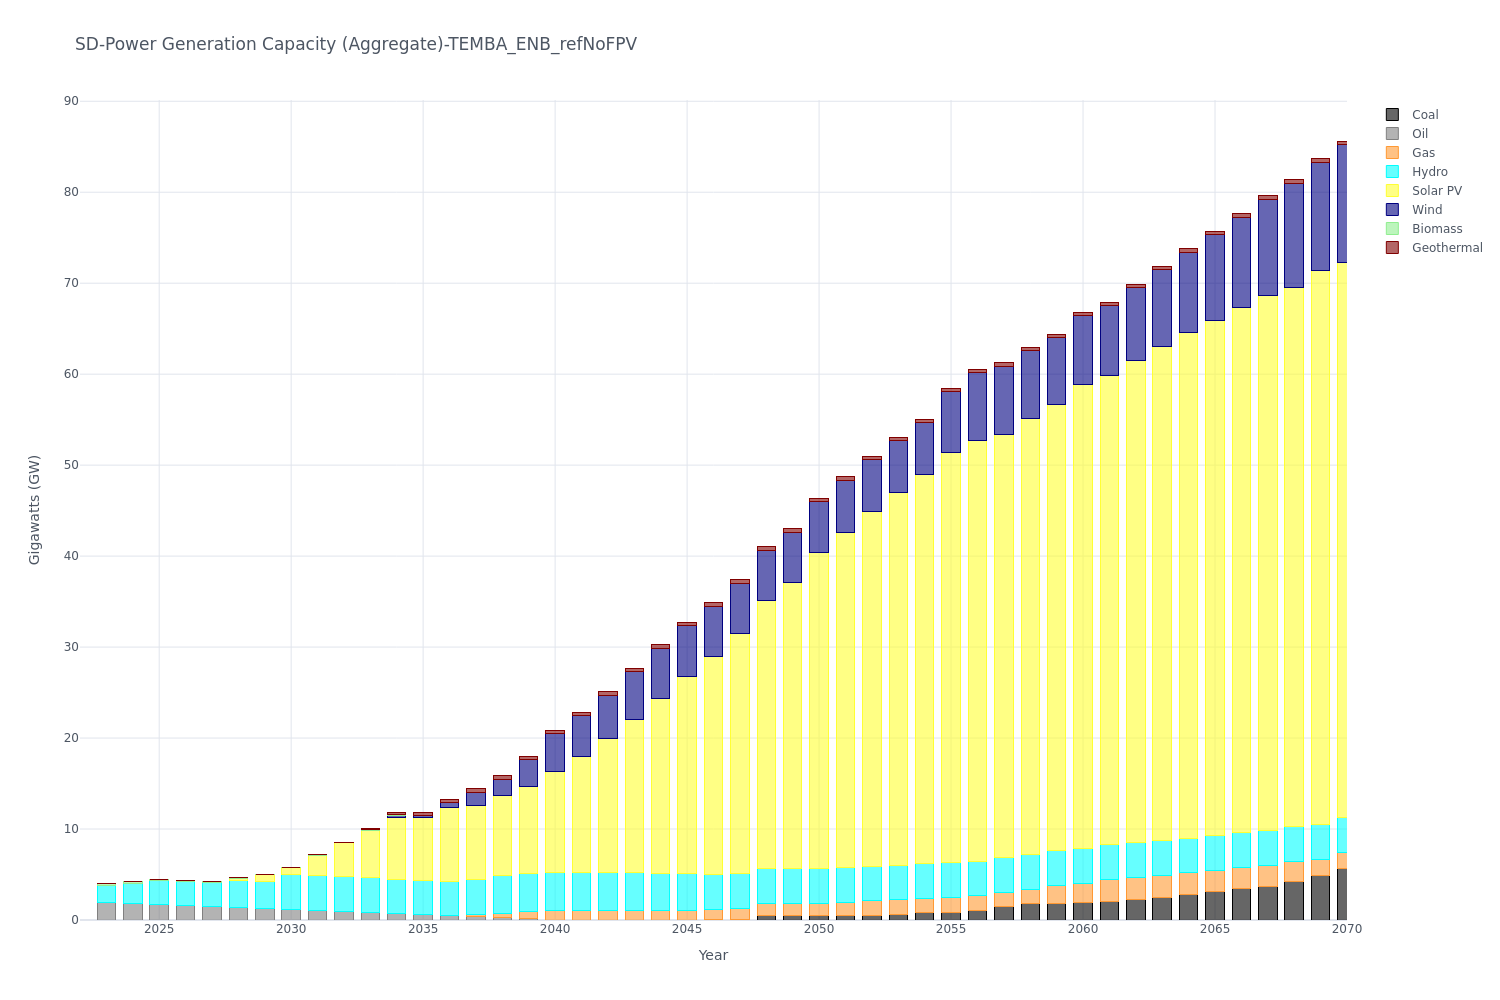 SD-Power Generation Capacity (Aggregate)-TEMBA_ENB_refNoFPV
90
80
70
60
50
40
30
20
10
0
Gigawatts (GW)
2025
2030
2035
2040
2045
2050
2055
2060
2065
2070
Year
Coal
Oil
Gas
Hydro
Solar PV
Wind
Biomass
Geothermal